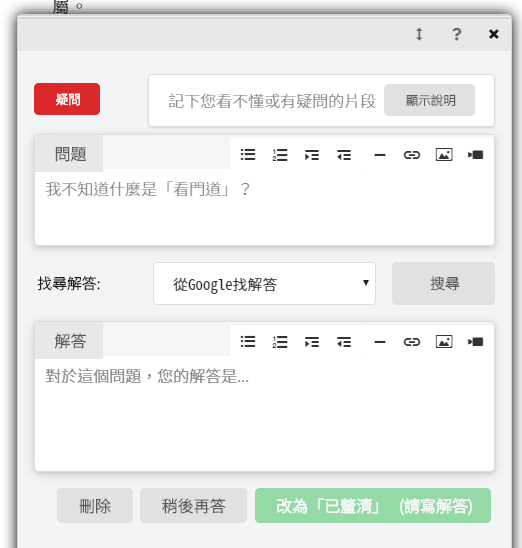 屬。
?
疑問
記下您看不懂或有疑問的片段
顯示說明
問題
我不知道什麼是「看門道」？
找尋解答:
從Google找解答
搜尋
解答
對於這個問題，您的解答是...
刪除
稍後再答
改為「已釐清」 (請寫解答)